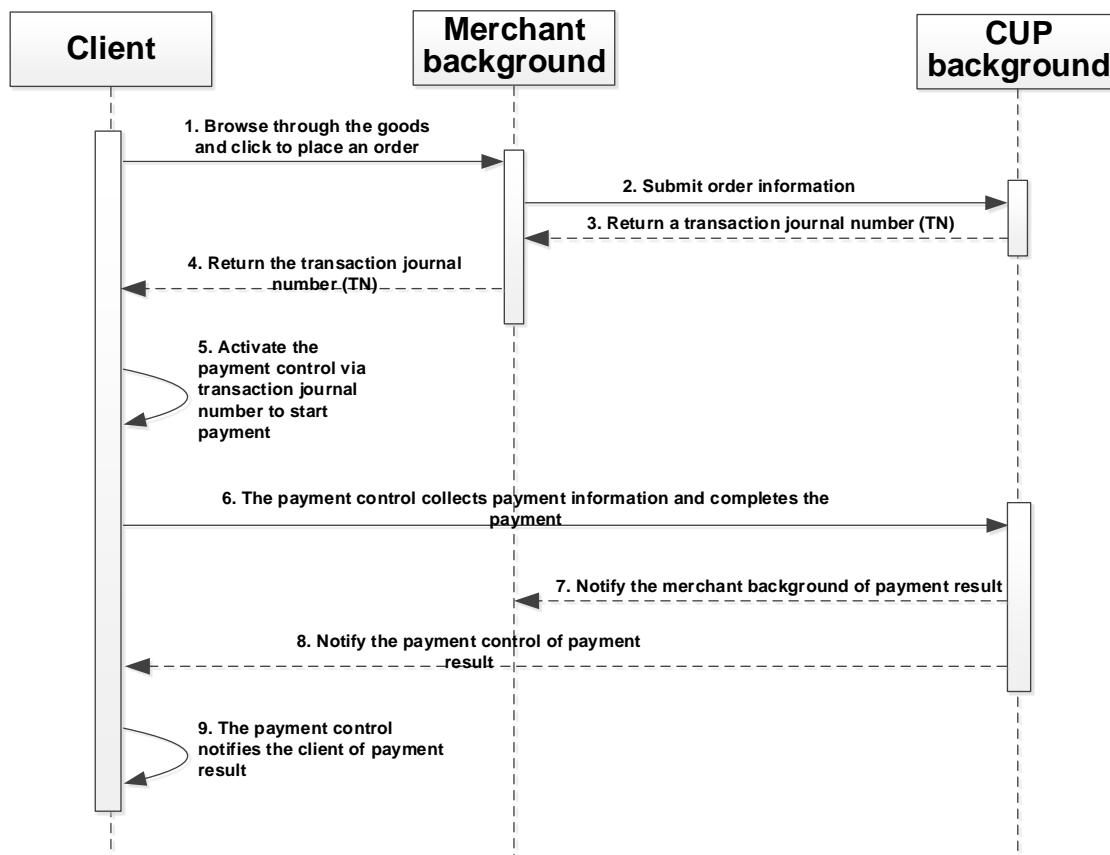 Client
Merchant
background
CUP
background
1. Browse through the goods
and click to place an order
2. Submit order information
3. Return a transaction journal number (TN)
4. Return the transaction journal
number (TN)
5. Activate the
payment control via
transaction journal
number to start
payment
6. The payment control collects payment information and completes the
payment
7. Notify the merchant background of payment result
8. Notify the payment control of payment
result
9. The payment control
notifies the client of payment
result